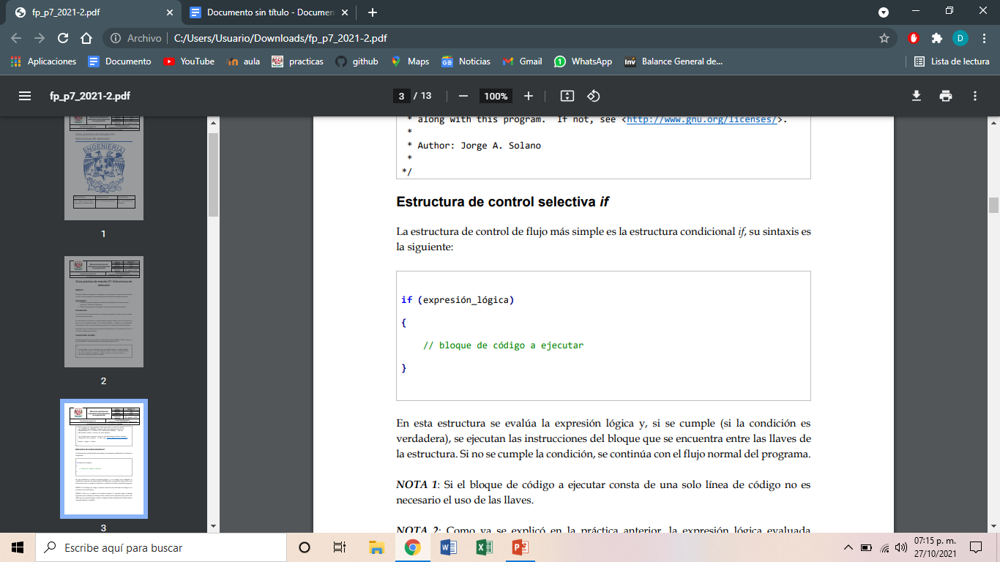 fp_p7_2021-2.pdf
Documento sin título - Documen
Archivo
C:/Users/Usuario/Downloads/fp_p7_2021-2.pdf
D
Aplicaciones
Documento
YouTube
aula
practicas
github
Maps
Noticias
Gmail
WhatsApp
Inv
Balance General de...
Lista de lectura
fp_p7_2021-2.pdf
3 / 13
100%
INGENIERIA
1
2
3
* along with this program. If not, see <http://www.gnu.org/licenses/>.
*
* Author: Jorge A. Solano
*
*/
Estructura de control selectiva if
La estructura de control de flujo más simple es la estructura condicional if, su sintaxis es
la siguiente:
if (expresión_lógica)
{
// bloque de código a ejecutar
}
En esta estructura se evalúa la expresión lógica y, si se cumple (si la condición es
verdadera), se ejecutan las instrucciones del bloque que se encuentra entre las llaves de
la estructura. Si no se cumple la condición, se continúa con el flujo normal del programa.
NOTA 1: Si el bloque de código a ejecutar consta de una solo línea de código no es
necesario el uso de las llaves.
NOTA 2: Como ya se explicó en la práctica anterior, la expresión lógica evaluada
Escribe aquí para buscar
07:15 p. m.
27/10/2021